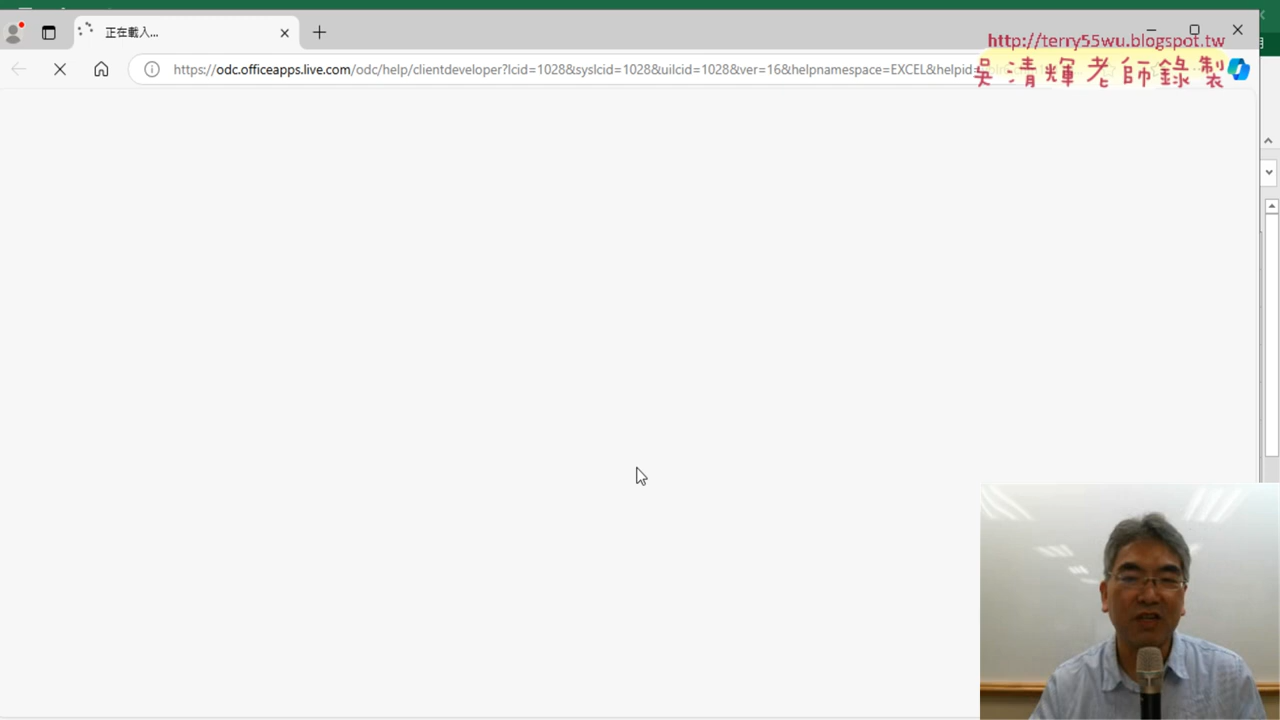 正在載入...
http://terry55wu.blogspot.tw
https://odc.officeapps.live.com/odc/help/clientdeveloper?lcid=1028&syslcid=1028&uilcid=1028&ver=16&helpnamespace=EXCEL&helpid=
吳清輝老師錄製